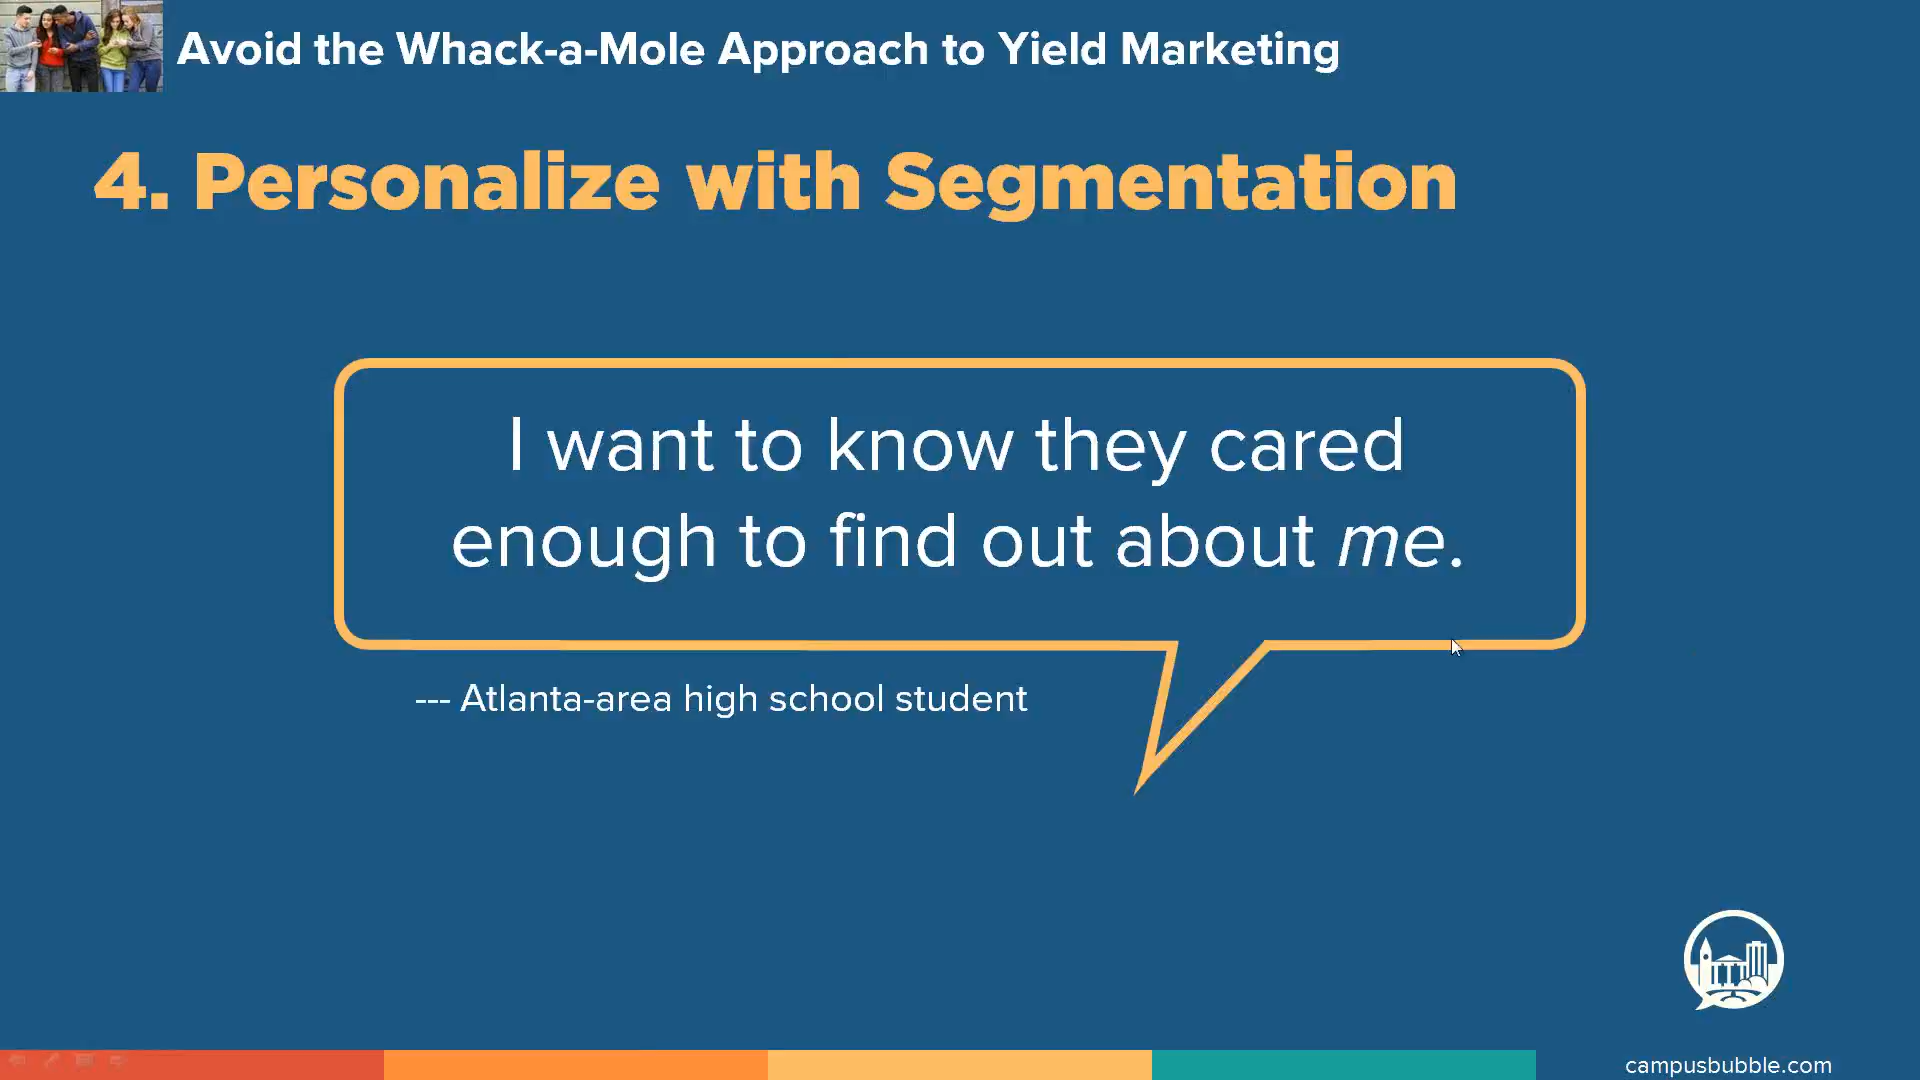 Avoid the Whack-a-Mole Approach to Yield Marketing
4. Personalize with Segmentation
I want to know they cared
enough to find out about me.
--- Atlanta-area high school student
campusbubble.com